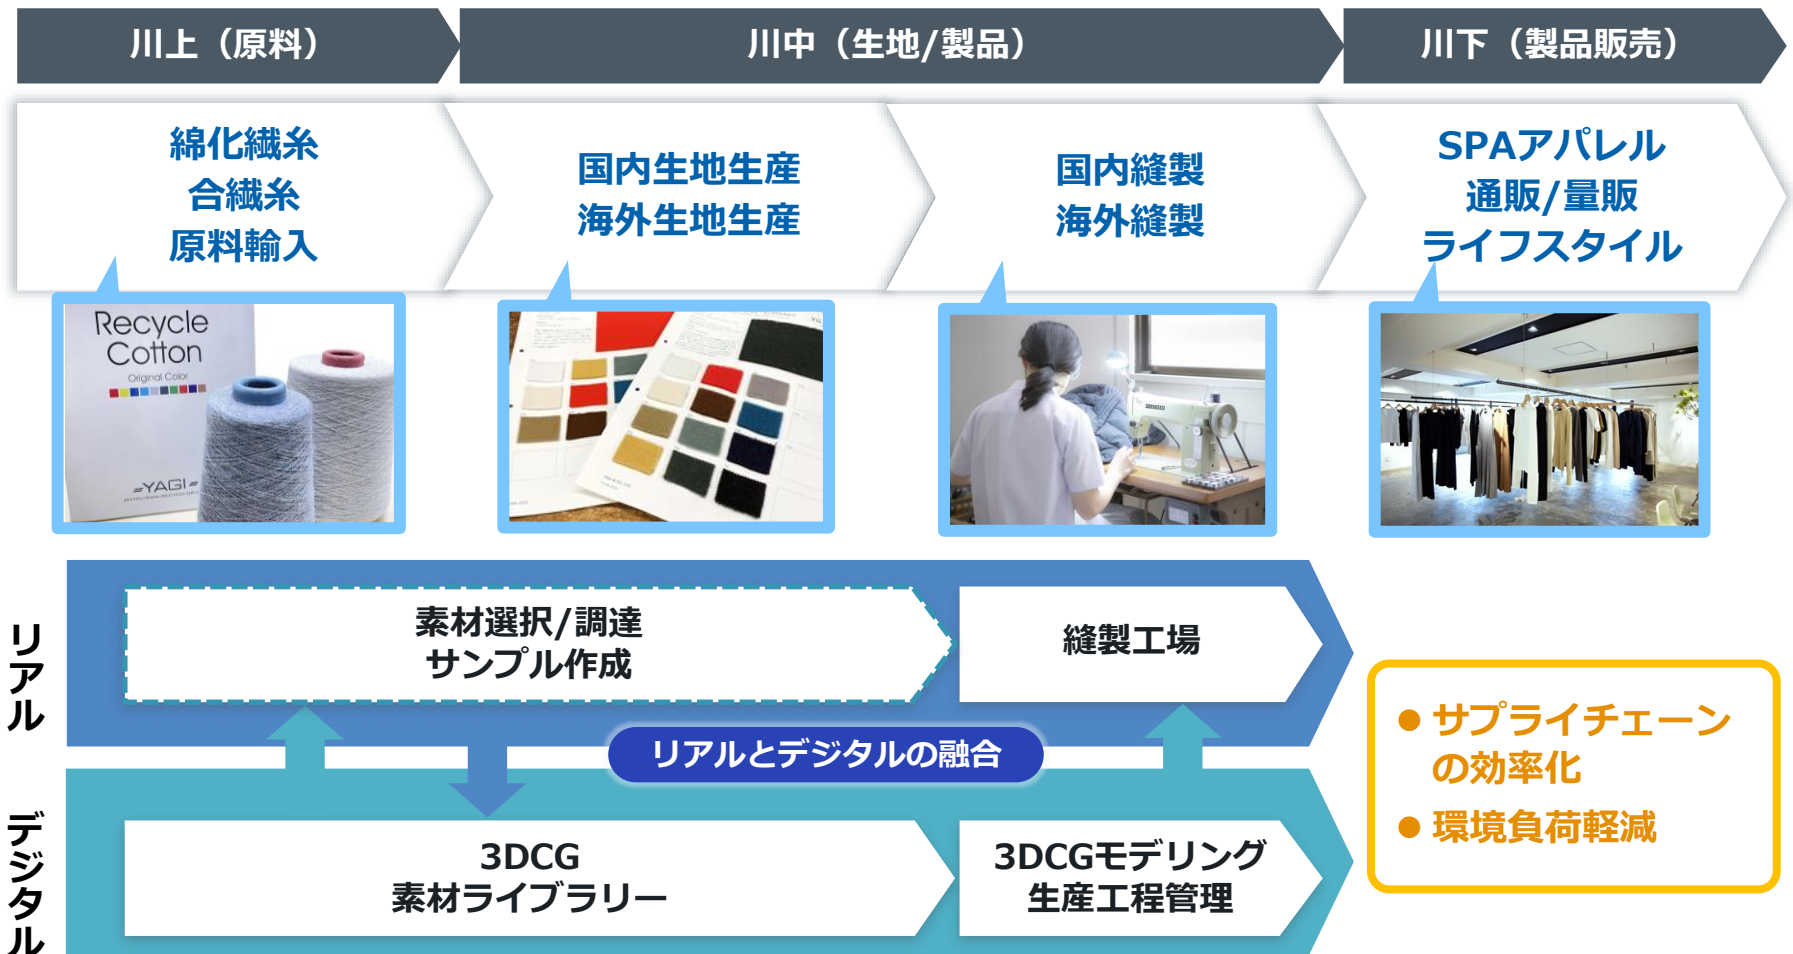 川上（原料）
川中（生地/製品）
川下（製品販売）
綿化繊糸
合繊糸
原料輸入
国内生地生産
海外生地生産
国内縫製
海外縫製
SPAアパレル
通販/量販
ライフスタイル
Recycle
Cotton
Original Color
=YAGI=
リアル
素材選択/調達
サンプル作成
縫製工場
リアルとデジタルの融合
デジタル
3DCG
素材ライブラリー
3DCGモデリング
生産工程管理
● サプライチェーン
の効率化
● 環境負荷軽減